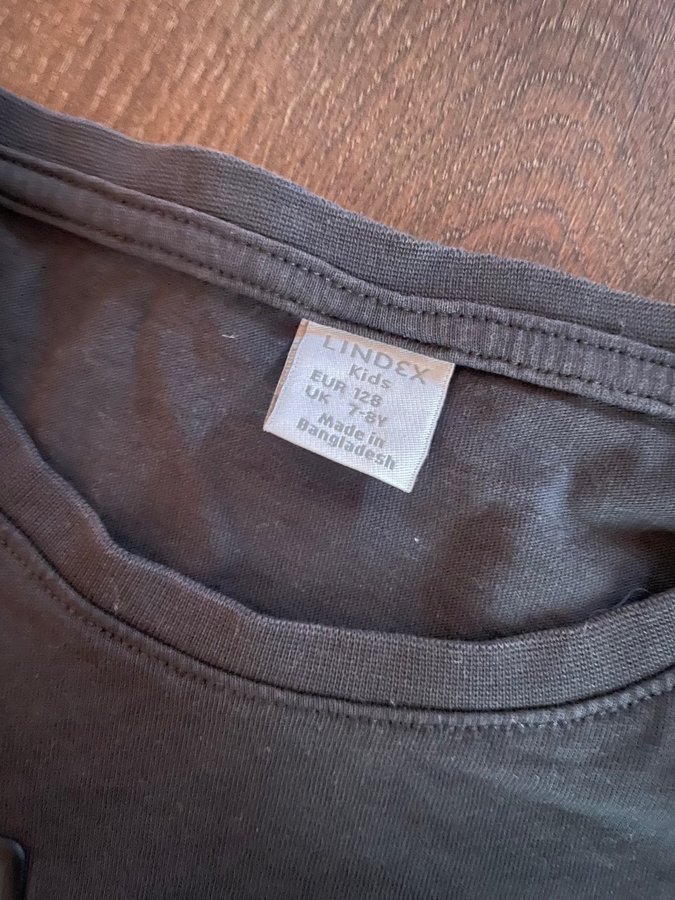 LINDEX
Kids
EUR 128
UK 7-8Y
Made in
Bangladesh